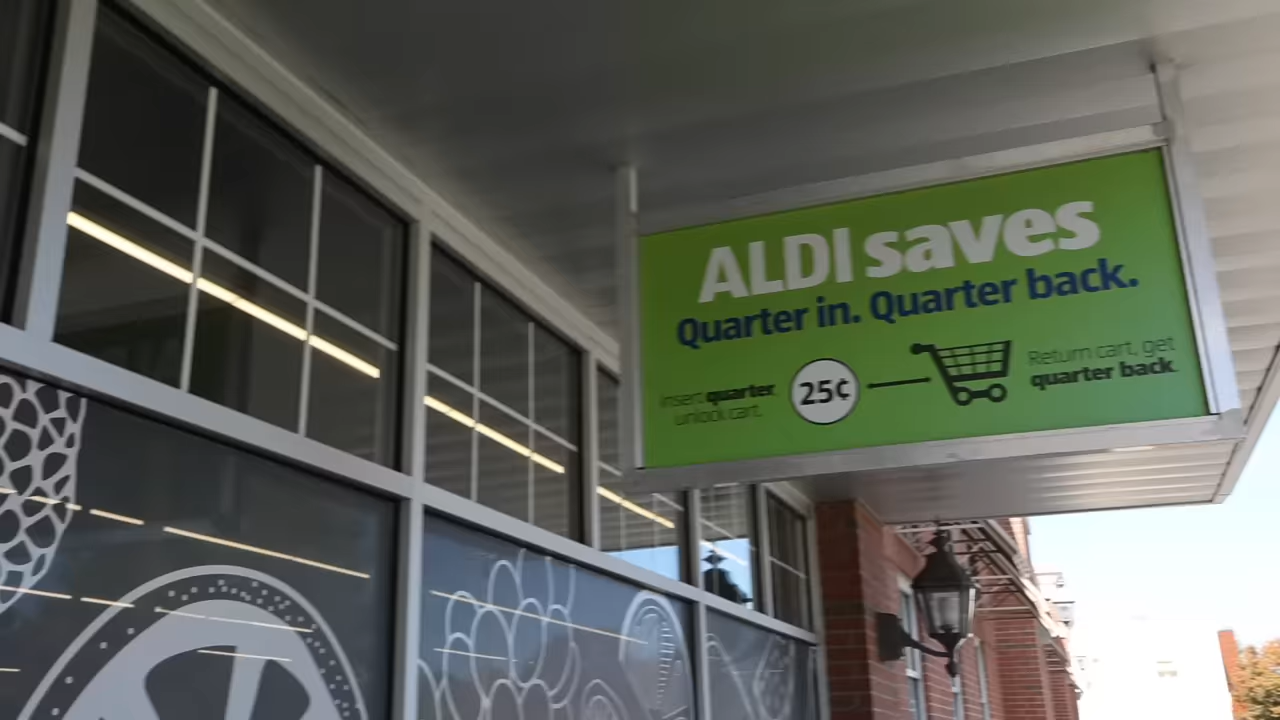 ALDI saves
Quarter in. Quarter back.
Insert quarter
unlock cart.
25¢
Return cart, get
quarter back